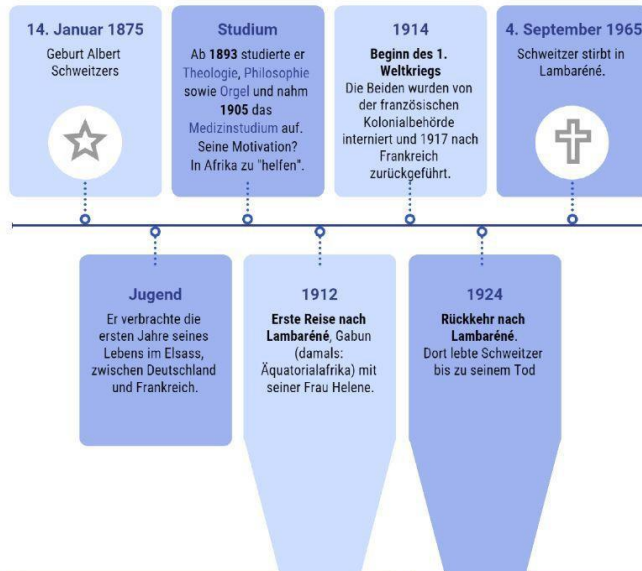 14. Januar 1875
Geburt Albert
Schweitzers
Studium
Ab 1893 studierte er
Theologie, Philosophie
sowie Orgel und nahm
1905 das
Medizinstudium auf.
Seine Motivation?
In Afrika zu "helfen".
1914
Beginn des 1.
Weltkriegs
Die Beiden wurden von
der französischen
Kolonialbehörde
interniert und 1917 nach
Frankreich
zurückgeführt.
4. September 1965
Schweitzer stirbt in
Lambaréné.
Jugend
Er verbrachte die
ersten Jahre seines
Lebens im Elsass,
zwischen Deutschland
und Frankreich.
1912
Erste Reise nach
Lambaréné, Gabun
(damals:
Äquatorialafrika) mit
seiner Frau Helene.
1924
Rückkehr nach
Lambaréné.
Dort lebte Schweitzer
bis zu seinem Tod